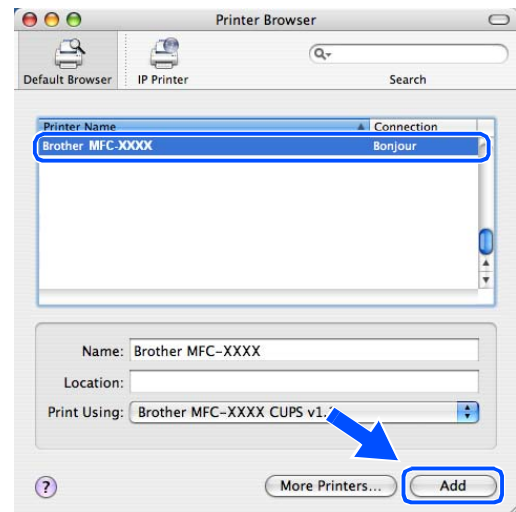 Printer Browser
Default Browser
IP Printer
Search
Printer Name Connection
Brother MFC-XXXX Bonjour
Name: Brother MFC-XXXX
Location:
Print Using: Brother MFC-XXXX CUPS v1.
? More Printers... Add